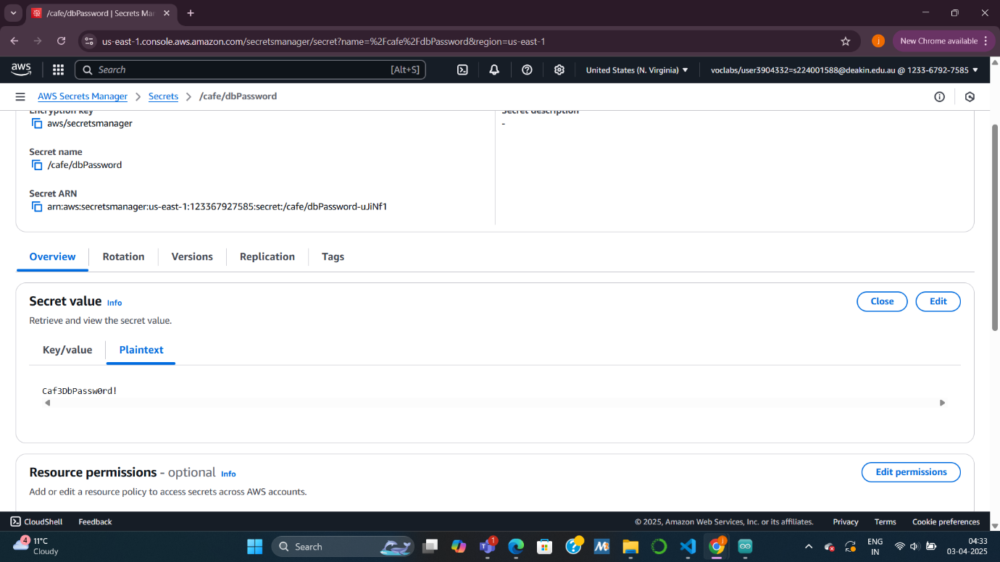 /cafe/dbPassword | Secrets Mar
us-east-1.console.aws.amazon.com/secretsmanager/secret?name=%2Fcafe%2FdbPassword&region=us-east-1
j
New Chrome available
aws
Search
[Alt+S]
United States (N. Virginia)
voclabs/user3904332=s224001588@deakin.edu.au @ 1233-6792-7585
AWS Secrets Manager
Secrets
/cafe/dbPassword
Encryption key
aws/secretsmanager
Secret description
-
Secret name
/cafe/dbPassword
Secret ARN
arn:aws:secretsmanager:us-east-1:123367927585:secret:/cafe/dbPassword-uJiNf1
Overview
Rotation
Versions
Replication
Tags
Secret value Info
Close
Edit
Retrieve and view the secret value.
Key/value
Plaintext
Caf3DbPassw0rd!
Resource permissions - optional Info
Edit permissions
Add or edit a resource policy to access secrets across AWS accounts.
CloudShell
Feedback
© 2025, Amazon Web Services, Inc. or its affiliates.
Privacy
Terms
Cookie preferences
4
11°C
Cloudy
Search
1
j
ENG
IN
04:33
03-04-2025